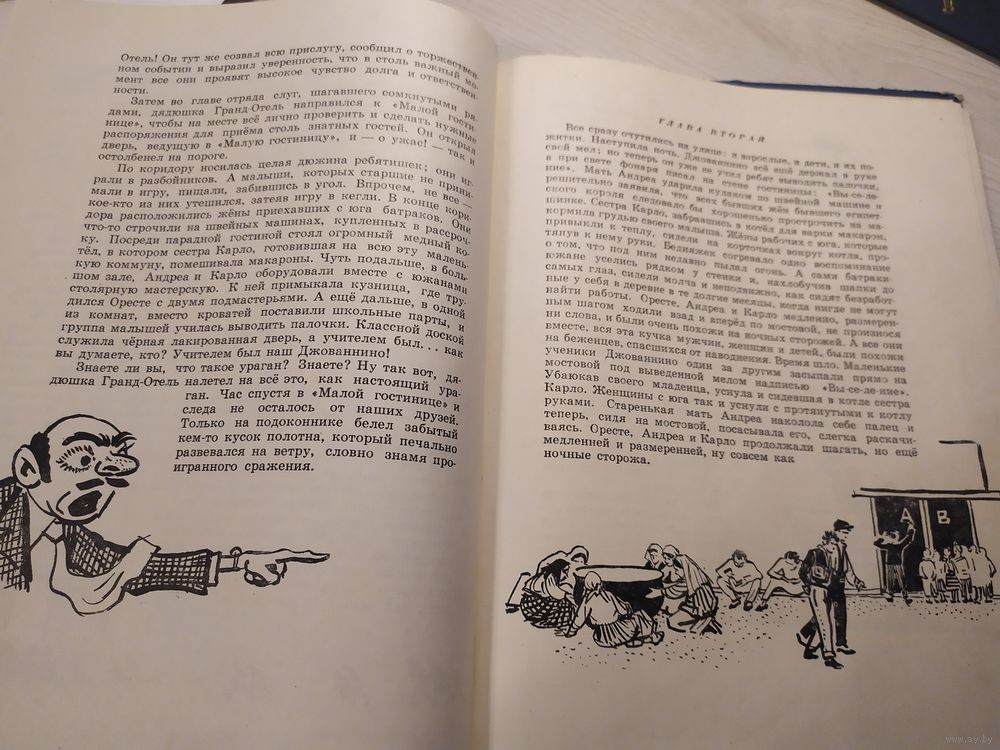 Отель! Он тут же созвал всю прислугу, сообщил о торжествен-
ном событии и выразил уверенность, что в столь важный мо-
мент все они проявят высокое чувство долга и ответствен-
ности.
Затем во главе отряда слуг, шагавшего сомкнутыми ря-
дами, дядюшка Гранд-Отель направился к «Малой гости-
нице», чтобы на месте всё лично проверить и сделать нужные
распоряжения для приёма столь знатных гостей. Он открыл
дверь, ведущую в «Малую гостиницу», и — о ужас! — так и
остолбенел на пороге.
По коридору носилась целая дюжина ребятишек; они иг-
рали в разбойников. А малыши, которых старшие не прини-
мали в игру, пищали, забившись в угол. Впрочем, не все —
кое-кто из них утешился, затеяв игру в кегли. В конце кори-
дора расположились жёны приехавших с юга батраков. Они
что-то строчили на швейных машинах, купленных в рассроч-
ку. Посреди парадной гостиной стоял огромный медный ко-
тёл, в котором сестра Карло, готовившая на всю эту малень-
кую коммуну, помешивала макароны. Чуть подальше, в боль-
шом зале, Андреа и Карло оборудовали вместе с южанами
столярную мастерскую. К ней примыкала кузница, где тру-
дился Оресте с двумя подмастерьями. А ещё дальше, в одной
из комнат, вместо кроватей поставили школьные парты, и
группа малышей училась выводить палочки. Классной доской
служила чёрная лакированная дверь, а учителем был... как
вы думаете, кто? Учителем был наш Джованнино!
Знаете ли вы, что такое ураган? Знаете? Ну так вот, дя-
дюшка Гранд-Отель налетел на всё это, как настоящий ура-
ган. Час спустя в «Малой гостинице» и
следа не осталось от наших друзей.
Только на подоконнике белел забытый
кем-то кусок полотна, который печально
развевался на ветру, словно знамя про-
игранного сражения.
ГЛАВА ВТОРАЯ
Все сразу очутились на улице: и взрослые, и дети, и их по-
житки. Наступила ночь. Джованнино всё ещё держал в руке
свой мел; но теперь он уже не учил ребят выводить палочки,
а при свете фонаря писал на стене гостиницы: «Вы-се-ле-
ние». Мать Андреа ударила кулаком по швейной машине и
решительно заявила, что всех бывших жён бывшего египет-
ского короля следовало бы хорошенько прострочить на ма-
шинке. Сестра Карло, забравшись в котёл для варки макарон,
кормила грудью своего малыша. Жёны рабочих с юга, которые
привыкли к теплу, сидели на корточках вокруг котла, про-
тянув к нему руки. Бедняжек согревало одно воспоминание
о том, что под ним недавно пылал огонь. А сами батраки-
южане уселись рядком у стенки и, нахлобучив шапки до
самых глаз, сидели молча и неподвижно, как сидят безработ-
ные у себя в деревне в те долгие месяцы, когда нигде не могут
найти работы. Оресте, Андреа и Карло медленно, размерен-
ным шагом ходили взад и вперёд по мостовой, не произнося
ни слова, и были очень похожи на ночных сторожей. А все они
вместе, вся эта кучка мужчин, женщин и детей, были похожи
на беженцев, спасшихся от наводнения. Время шло. Маленькие
ученики Джованнино один за другим засыпали прямо на
мостовой под выведенной мелом надписью «Вы-се-ле-ние».
Убаюкав своего младенца, уснула и сидевшая в котле сестра
Карло. Женщины с юга так и уснули с протянутыми к котлу
руками. Старенькая мать Андреа наколола себе палец и
теперь, сидя на мостовой, посасывала его, слегка раскачи-
ваясь. Оресте, Андреа и Карло продолжали шагать, но ещё
медленней и размеренней, ну совсем как
ночные сторожа.
А В
www.ay.by